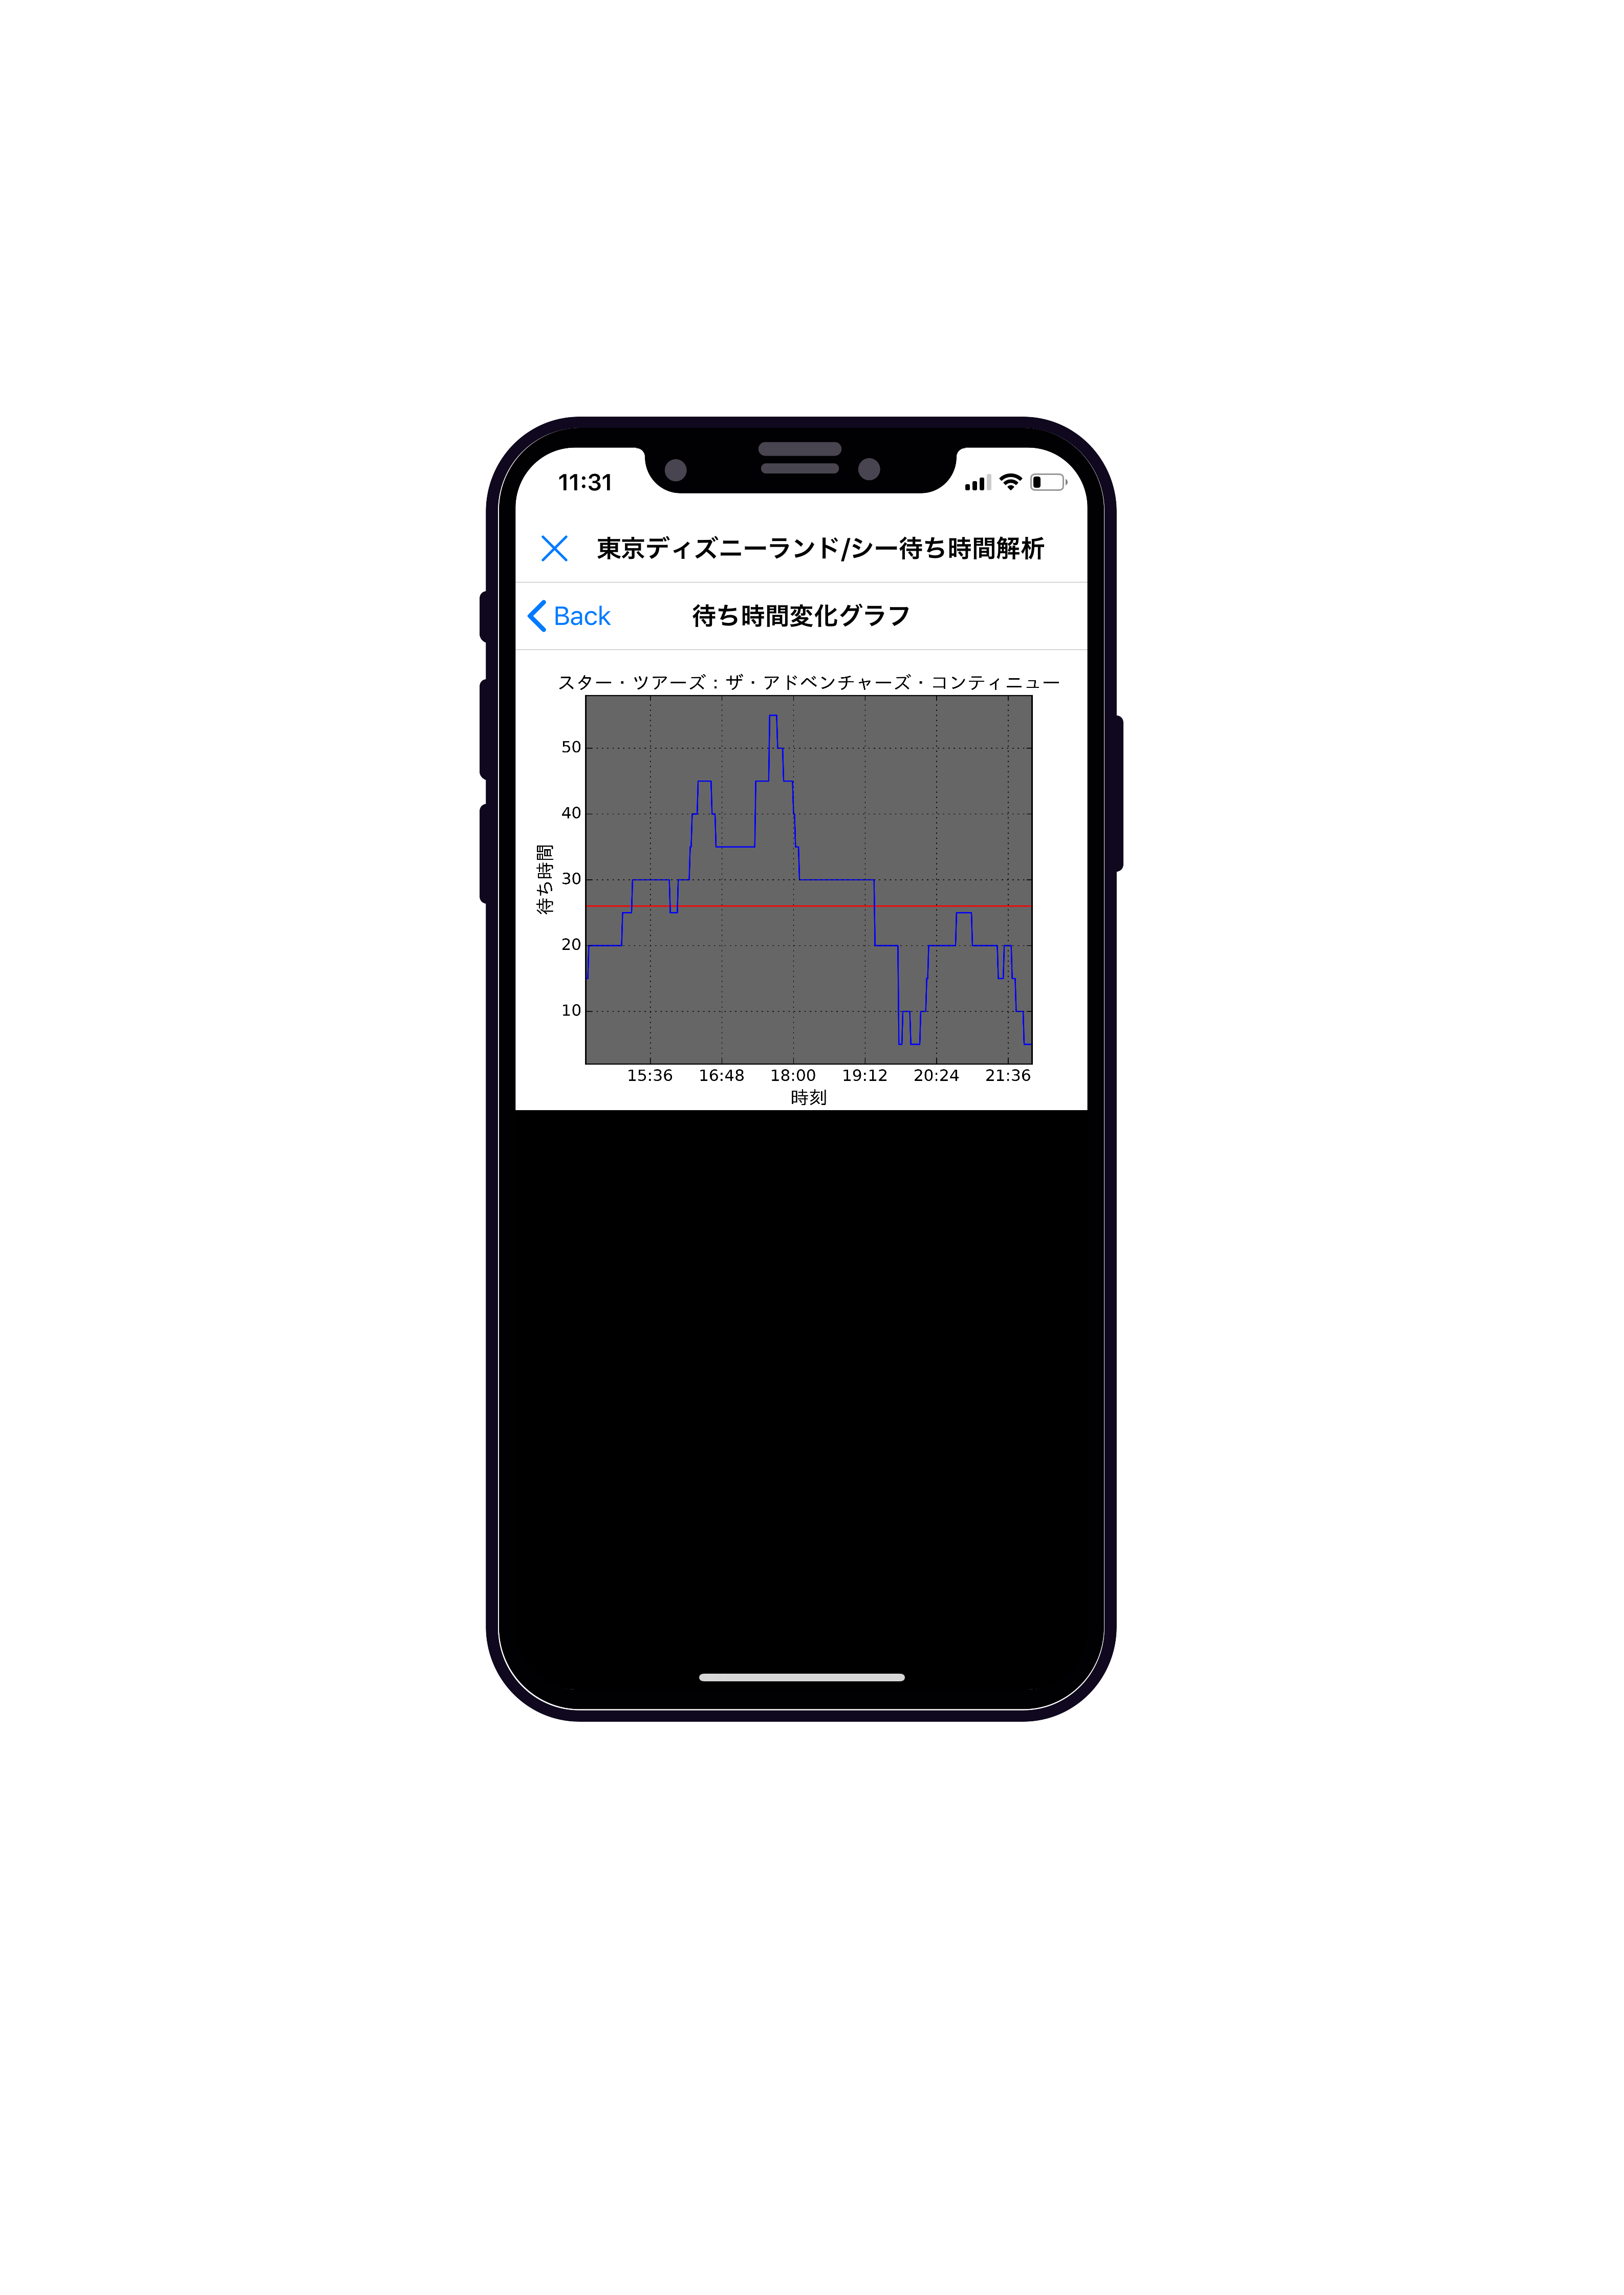 11:31
東京ディズニーランド/シー待ち時間解析
Back
待ち時間変化グラフ
スター・ツアーズ：ザ・アドベンチャーズ・コンティニュー
待ち時間
50
40
30
20
10
15:36 16:48 18:00 19:12 20:24 21:36
時刻